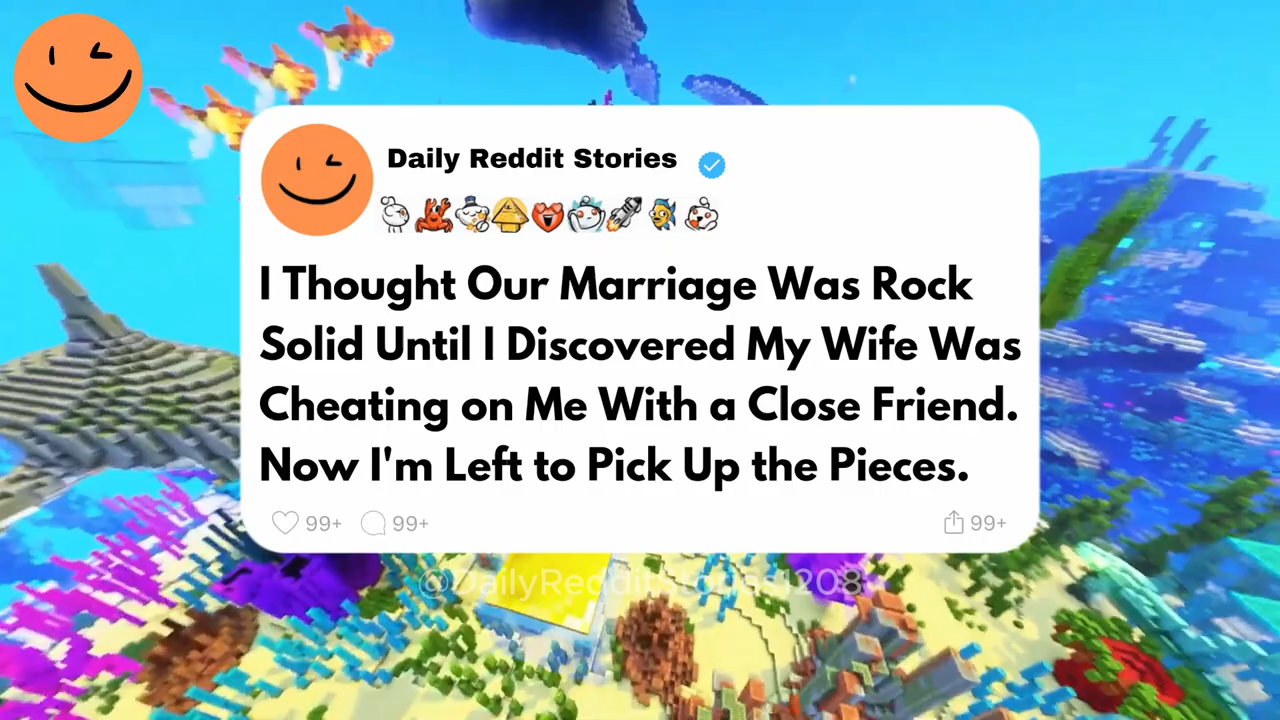 Daily Reddit Stories
I Thought Our Marriage Was Rock
Solid Until I Discovered My Wife Was
Cheating on Me With a Close Friend.
Now I'm Left to Pick Up the Pieces.
99+ 99+ 99+
@DailyRedditStories1208